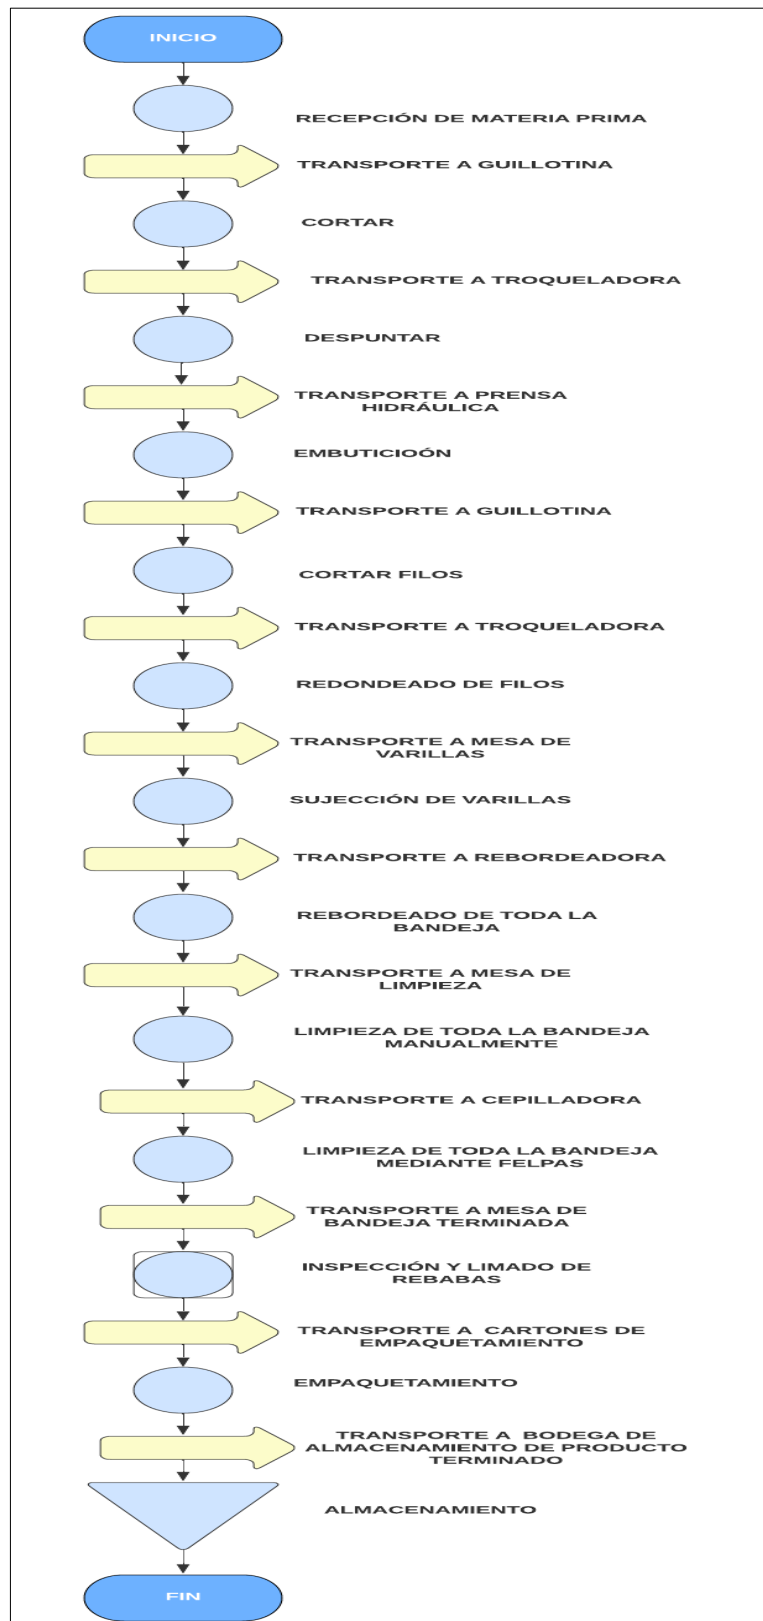 INICIO
RECEPCIÓN DE MATERIA PRIMA
TRANSPORTE A GUILLOTINA
CORTAR
TRANSPORTE A TROQUELADORA
DESPUNTAR
TRANSPORTE A PRENSA
HIDRÁULICA
EMBUTICIOÓN
TRANSPORTE A GUILLOTINA
CORTAR FILOS
TRANSPORTE A TROQUELADORA
REDONDEADO DE FILOS
TRANSPORTE A MESA DE
VARILLAS
SUJECCIÓN DE VARILLAS
TRANSPORTE A REBORDEADORA
REBORDEADO DE TODA LA
BANDEJA
TRANSPORTE A MESA DE
LIMPIEZA
LIMPIEZA DE TODA LA BANDEJA
MANUALMENTE
TRANSPORTE A CEPILLADORA
LIMPIEZA DE TODA LA BANDEJA
MEDIANTE FELPAS
TRANSPORTE A MESA DE
BANDEJA TERMINADA
INSPECCIÓN Y LIMADO DE
REBABAS
TRANSPORTE A CARTONES DE
EMPAQUETAMIENTO
EMPAQUETAMIENTO
TRANSPORTE A BODEGA DE
ALMACENAMIENTO DE PRODUCTO
TERMINADO
ALMACENAMIENTO
FIN